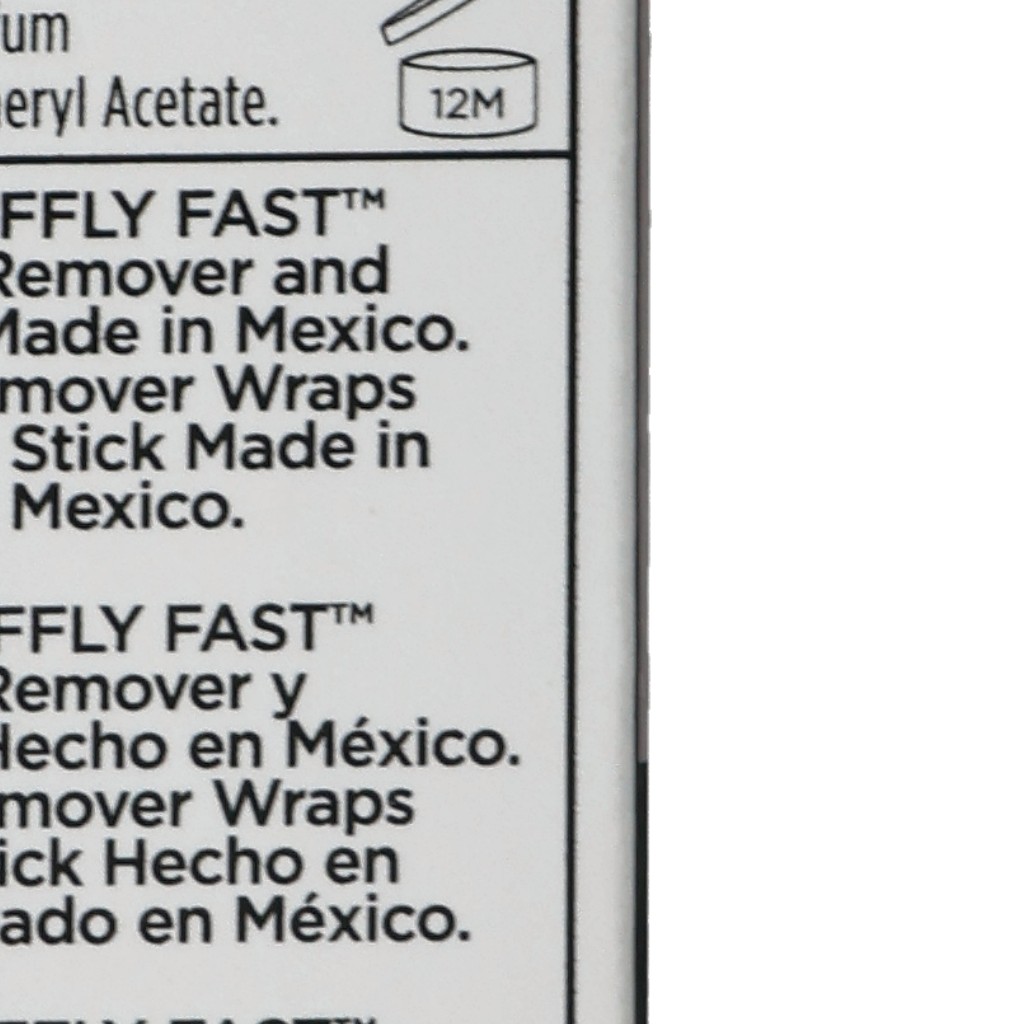 um
eryl Acetate.
12M
FFLY FAST™
Remover and
Made in Mexico.
mover Wraps
Stick Made in
Mexico.
FFLY FAST™
Remover y
Hecho en México.
mover Wraps
ick Hecho en
ado en México.